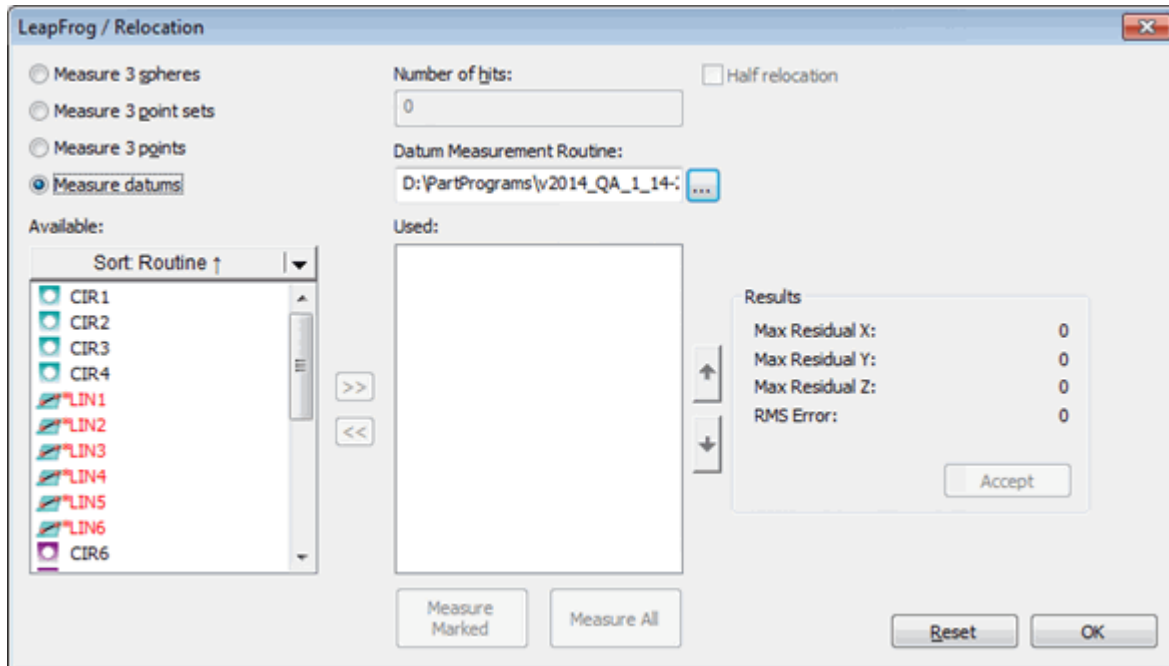 LeapFrog / Relocation
Measure 3 spheres
Measure 3 point sets
Measure 3 points
Measure datums
Number of hits:
0
Half relocation
Datum Measurement Routine:
D:\PartPrograms\v2014_QA_1_14-2
...
Available:
Sort: Routine ↑
CIR1
CIR2
CIR3
CIR4
*LIN1
*LIN2
*LIN3
*LIN4
*LIN5
*LIN6
CIR6
>>
<<
Used:
Measure Marked
Measure All
Results
Max Residual X: 0
Max Residual Y: 0
Max Residual Z: 0
RMS Error: 0
Accept
Reset
OK